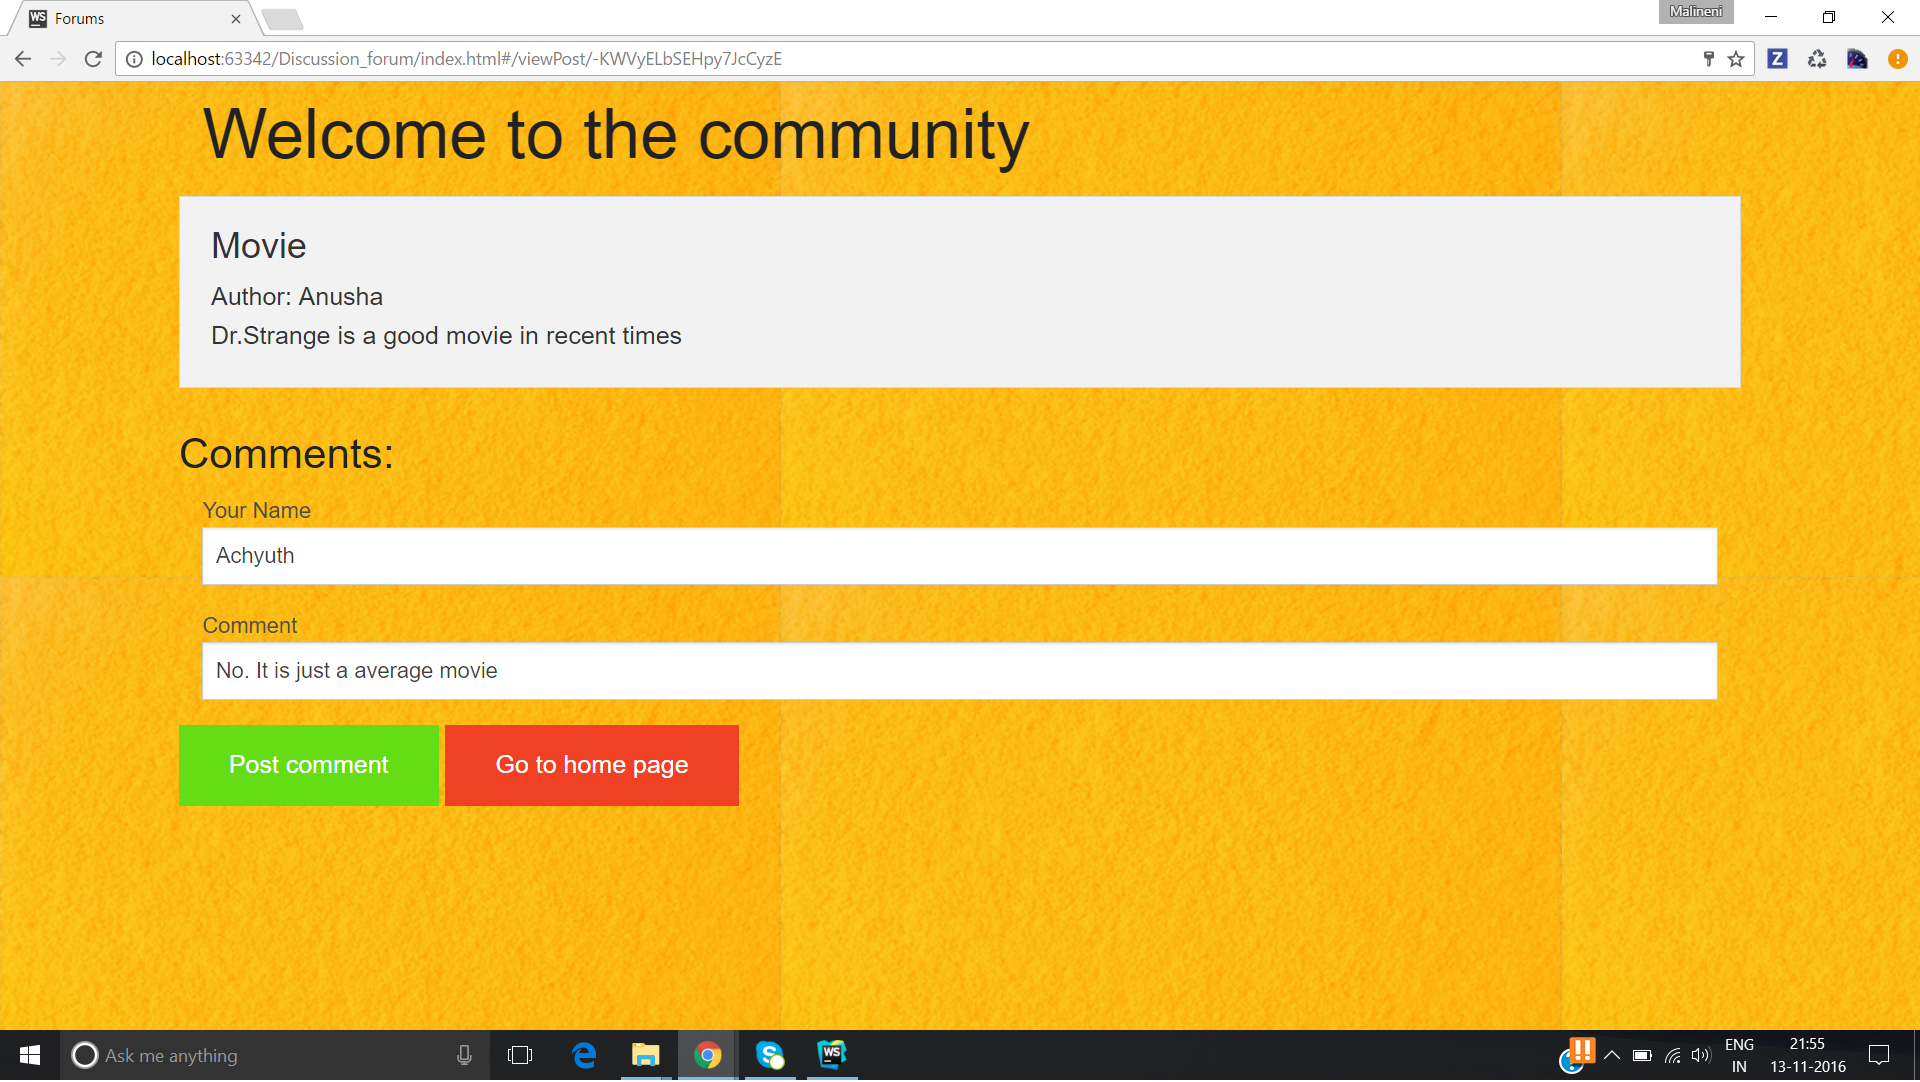 WS Forums
Malineni
localhost:63342/Discussion_forum/index.html#/viewPost/-KWVyELbSEHpy7JcCyzE
Z
Welcome to the community
Movie
Author: Anusha
Dr.Strange is a good movie in recent times
Comments:
Your Name
Achyuth
Comment
No. It is just a average movie
Post comment Go to home page
Ask me anything
WS
ENG
IN
21:55
13-11-2016